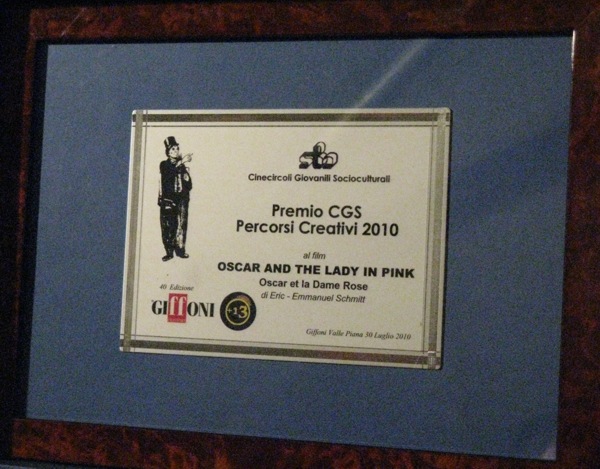 Cinecircoli Giovanili Socioculturali
Premio CGS
Percorsi Creativi 2010
al film
OSCAR AND THE LADY IN PINK
Oscar et la Dame Rose
di Eric - Emmanuel Schmitt
40 Edizione
GIffONI
+13
Giffoni Valle Piana 30 Luglio 2010